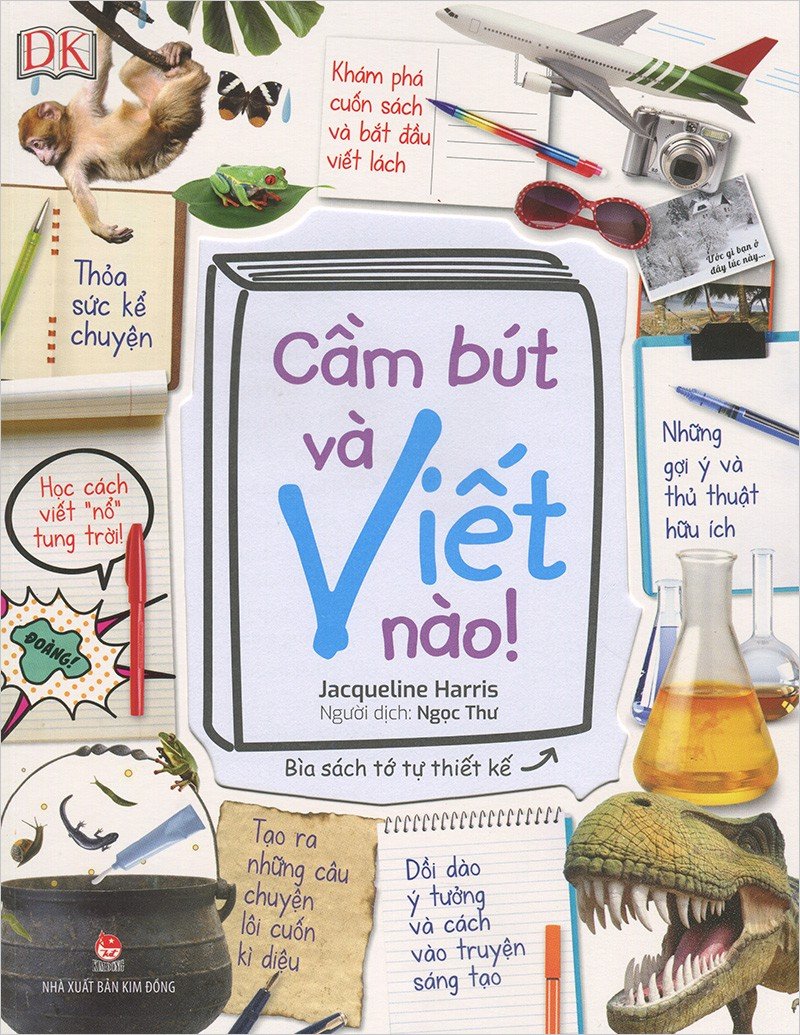 DK
Khám phá
cuốn sách
và bắt đầu
viết lách
Ước gì bạn ở
đây lúc này...
Thỏa
sức kể
chuyện
Cầm bút
và
Viết
nào!
Jacqueline Harris
Người dịch: Ngọc Thư
Bìa sách tớ tự thiết kế
Những
gợi ý và
thủ thuật
hữu ích
Học cách
viết "nổ"
tung trời!
ĐOÀNG!
Tạo ra
những câu
chuyện
lôi cuốn
kì diệu
Dồi dào
ý tưởng
và cách
vào truyện
sáng tạo
KIM ĐỒNG
NHÀ XUẤT BẢN KIM ĐỒNG